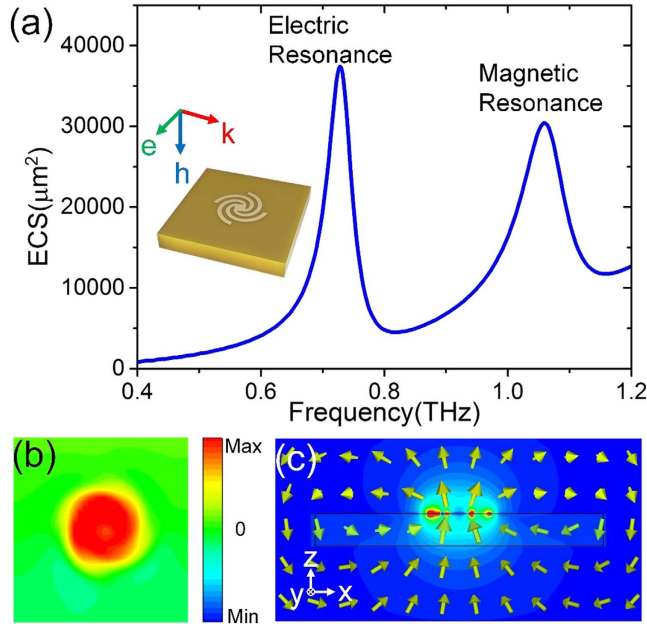 (a)
Electric
Resonance
Magnetic
Resonance
ECS(μm²)
40000
30000
20000
10000
0
e
k
h
0.4
0.6
0.8
1.0
1.2
Frequency(THz)
(b)
Max
0
Min
(c)
z
y
x